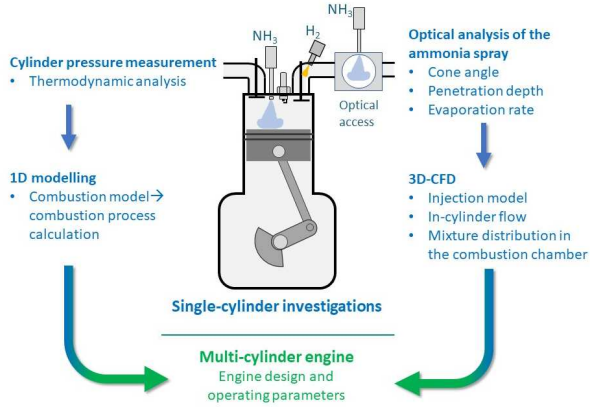 Cylinder pressure measurement
• Thermodynamic analysis
1D modelling
• Combustion model→
combustion process
calculation
NH3
H2
NH3
Optical
access
Optical analysis of the
ammonia spray
• Cone angle
• Penetration depth
• Evaporation rate
3D-CFD
• Injection model
• In-cylinder flow
• Mixture distribution in
the combustion chamber
Single-cylinder investigations
Multi-cylinder engine
Engine design and
operating parameters